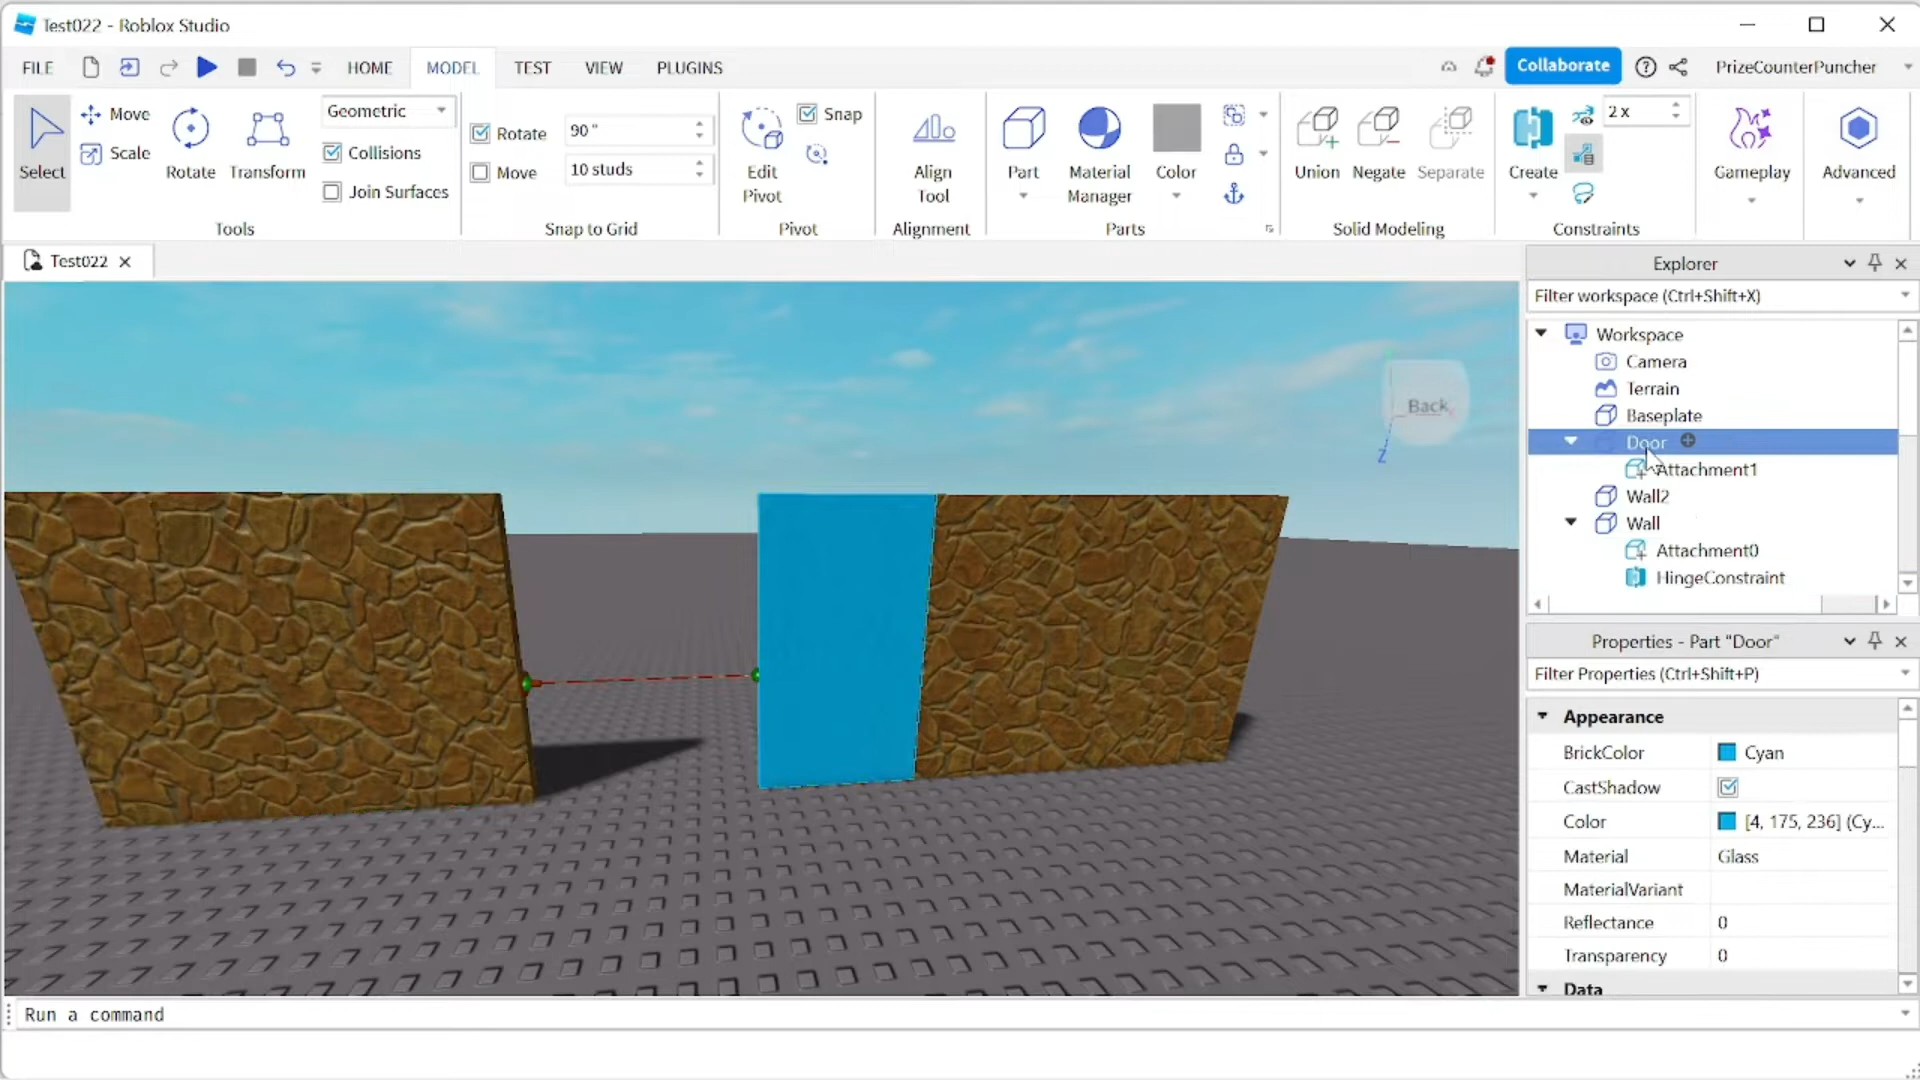 Test022 - Roblox Studio
FILE HOME MODEL TEST VIEW PLUGINS Collaborate PrizeCounterPuncher
Select
Move
Scale
Rotate
Transform
Geometric
Collisions
Join Surfaces
Tools
Rotate 90 °
Move 10 studs
Snap to Grid
Edit
Pivot
Snap
Pivot
Align
Tool
Alignment
Part
Material
Manager
Color
Parts
Union
Negate
Separate
Solid Modeling
Create
2 x
Constraints
Gameplay
Advanced
Test022
Back
Z
Explorer
Filter workspace (Ctrl+Shift+X)
Workspace
Camera
Terrain
Baseplate
Door
Attachment1
Wall2
Wall
Attachment0
HingeConstraint
Properties - Part "Door"
Filter Properties (Ctrl+Shift+P)
Appearance
BrickColor Cyan
CastShadow
Color [4, 175, 236] (Cy...
Material Glass
MaterialVariant
Reflectance 0
Transparency 0
Data
Run a command